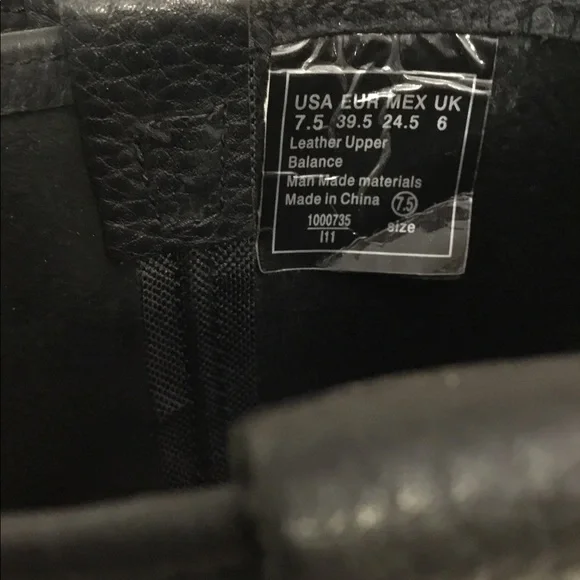 USA EUR MEX UK
7.5 39.5 24.5 6
Leather Upper
Balance
Man Made materials
Made in China 7.5
1000735 size
I11